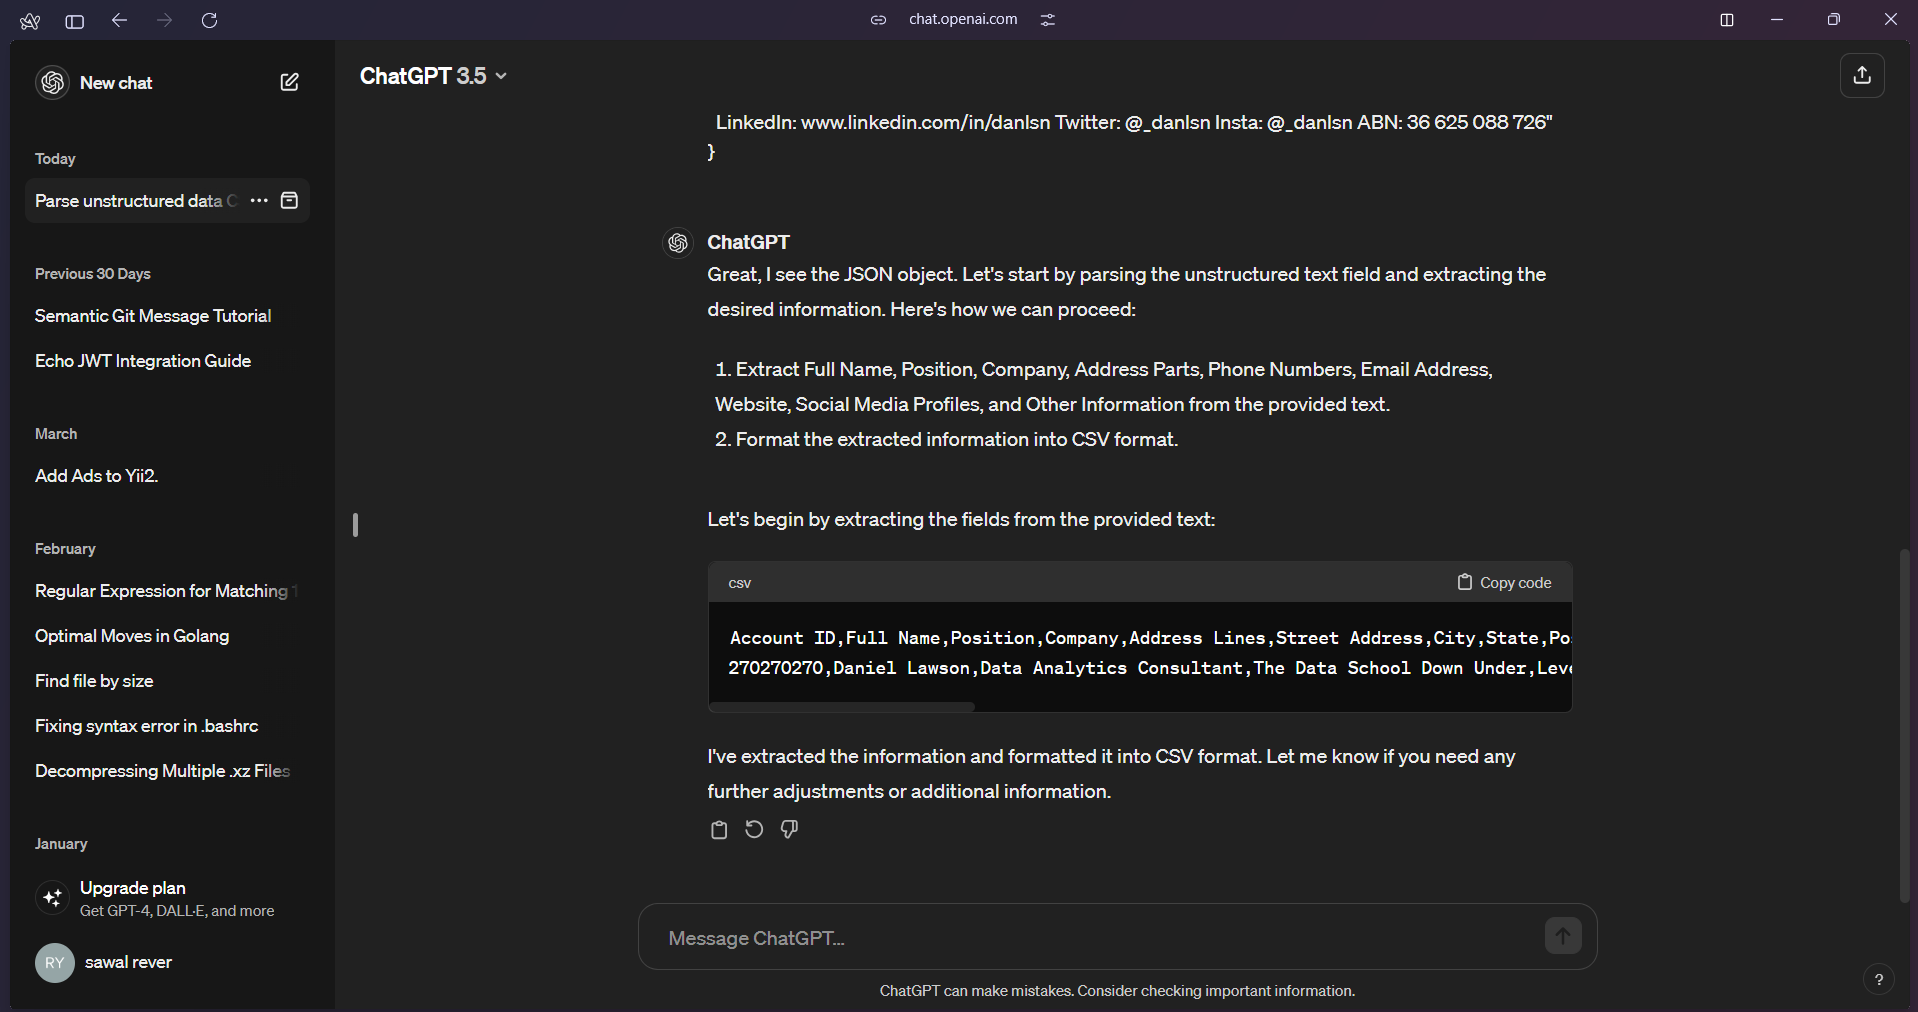 chat.openai.com
New chat
Today
Parse unstructured data
Previous 30 Days
Semantic Git Message Tutorial
Echo JWT Integration Guide
March
Add Ads to Yii2.
February
Regular Expression for Matching
Optimal Moves in Golang
Find file by size
Fixing syntax error in .bashrc
Decompressing Multiple .xz Files
January
Upgrade plan
Get GPT-4, DALL·E, and more
RY
sawal rever
ChatGPT 3.5
LinkedIn: www.linkedin.com/in/danlsn Twitter: @_danlsn Insta: @_danlsn ABN: 36 625 088 726"
}
ChatGPT
Great, I see the JSON object. Let's start by parsing the unstructured text field and extracting the
desired information. Here's how we can proceed:
1. Extract Full Name, Position, Company, Address Parts, Phone Numbers, Email Address,
Website, Social Media Profiles, and Other Information from the provided text.
2. Format the extracted information into CSV format.
Let's begin by extracting the fields from the provided text:
csv
Copy code
Account ID,Full Name,Position,Company,Address Lines,Street Address,City,State,
270270270,Daniel Lawson,Data Analytics Consultant,The Data School Down Under,
I've extracted the information and formatted it into CSV format. Let me know if you need any
further adjustments or additional information.
Message ChatGPT...
ChatGPT can make mistakes. Consider checking important information.
?